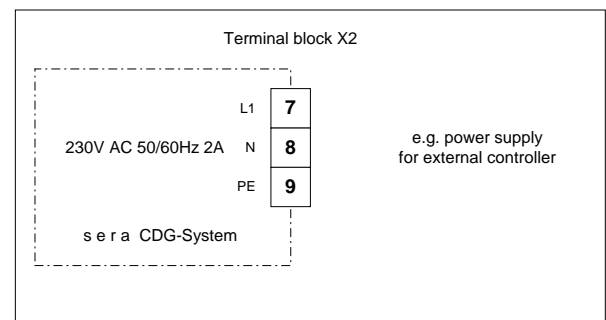 Terminal block X2
L1 7
230V AC 50/60Hz 2A N 8
PE 9
e.g. power supply
for external controller
s e r a CDG-System